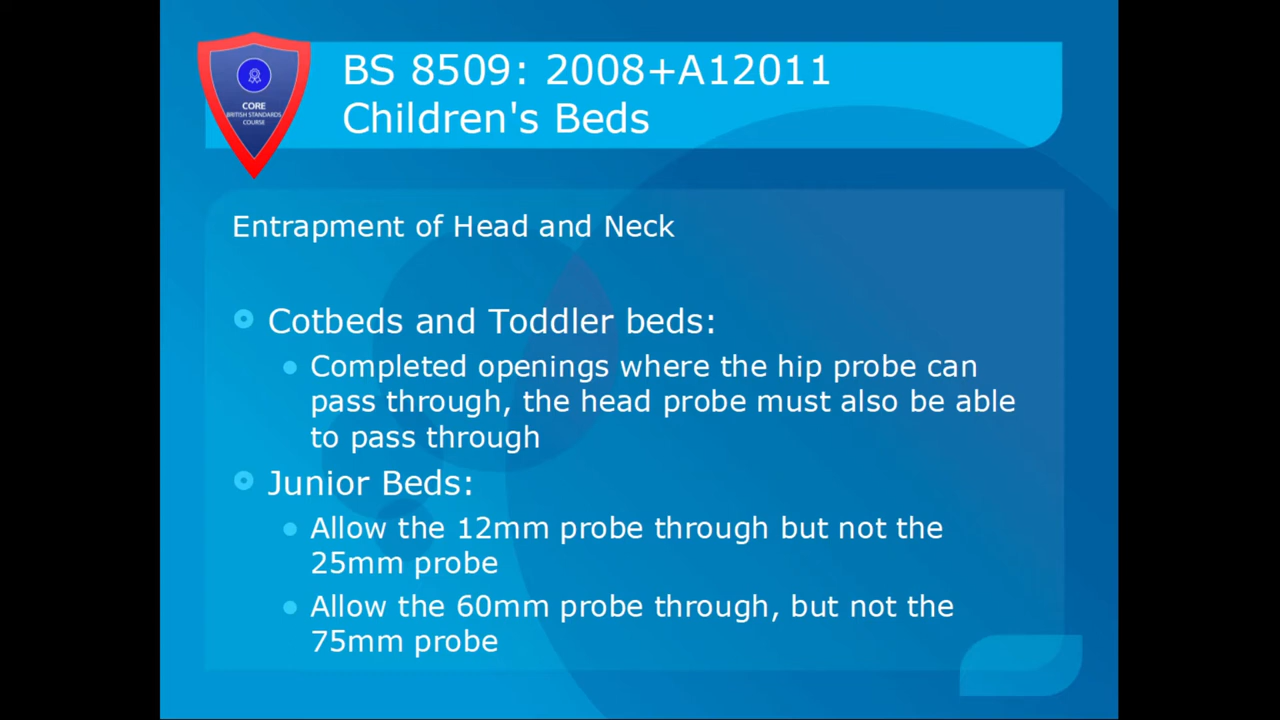 CORE
BRITISH STANDARDS
COURSE
BS 8509: 2008+A12011
Children's Beds
Entrapment of Head and Neck
Cotbeds and Toddler beds:
Completed openings where the hip probe can
pass through, the head probe must also be able
to pass through
Junior Beds:
Allow the 12mm probe through but not the
25mm probe
Allow the 60mm probe through, but not the
75mm probe